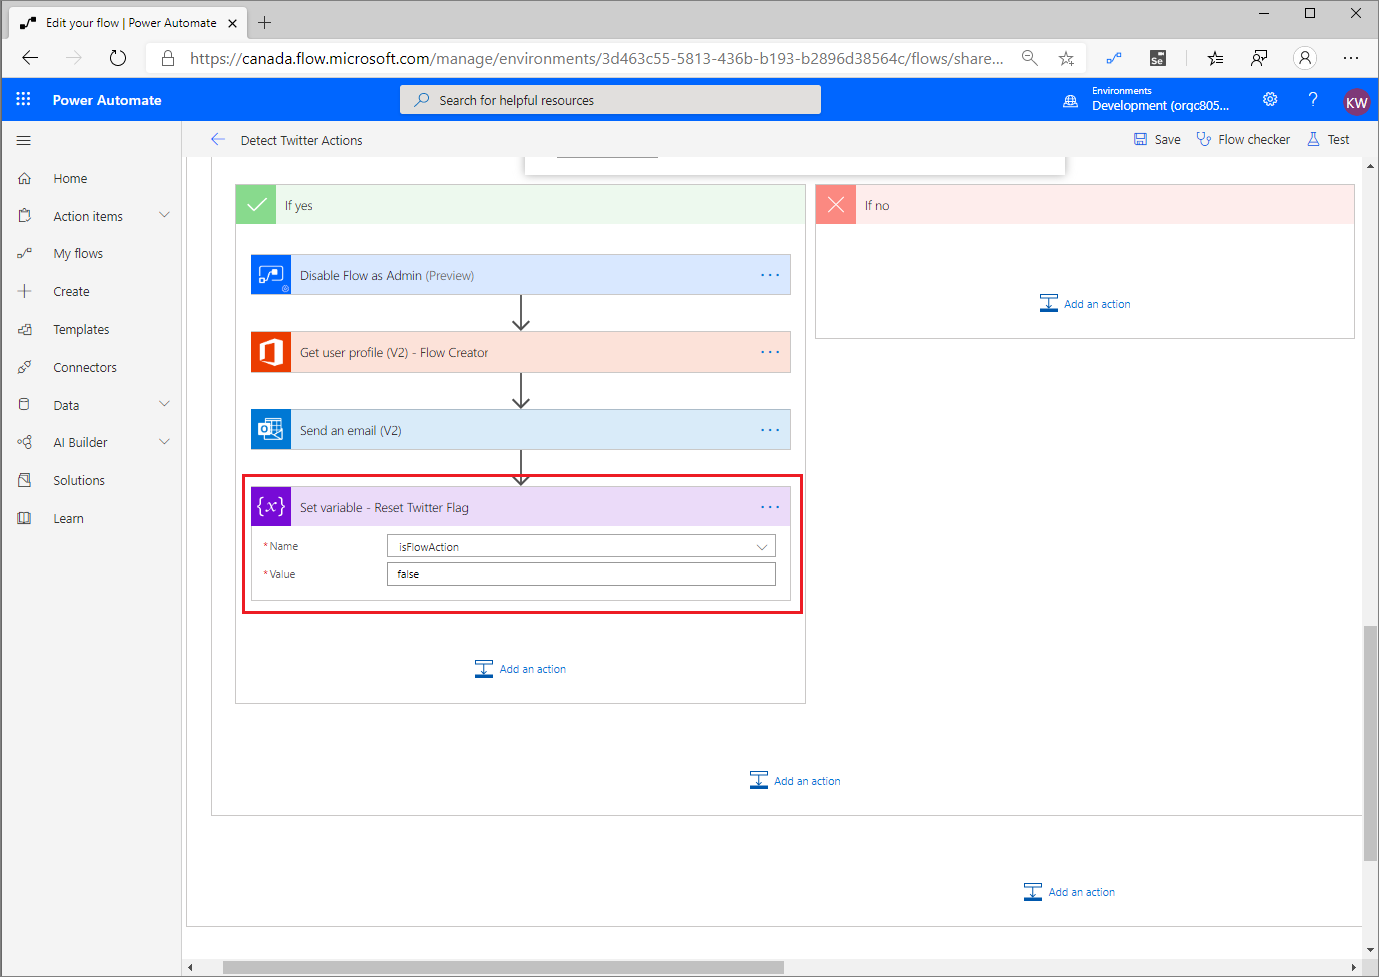 Edit your flow | Power Automate
https://canada.flow.microsoft.com/manage/environments/3d463c55-5813-436b-b193-b2896d38564c/flows/share...
Se
Power Automate
Search for helpful resources
Environments
Development (orgc805...
?
KW
Detect Twitter Actions
Save
Flow checker
Test
Home
Action items
My flows
Create
Templates
Connectors
Data
AI Builder
Solutions
Learn
If yes
If no
Disable Flow as Admin (Preview)
Add an action
Get user profile (V2) - Flow Creator
Send an email (V2)
{x}
Set variable - Reset Twitter Flag
* Name
isFlowAction
* Value
false
Add an action
Add an action
Add an action